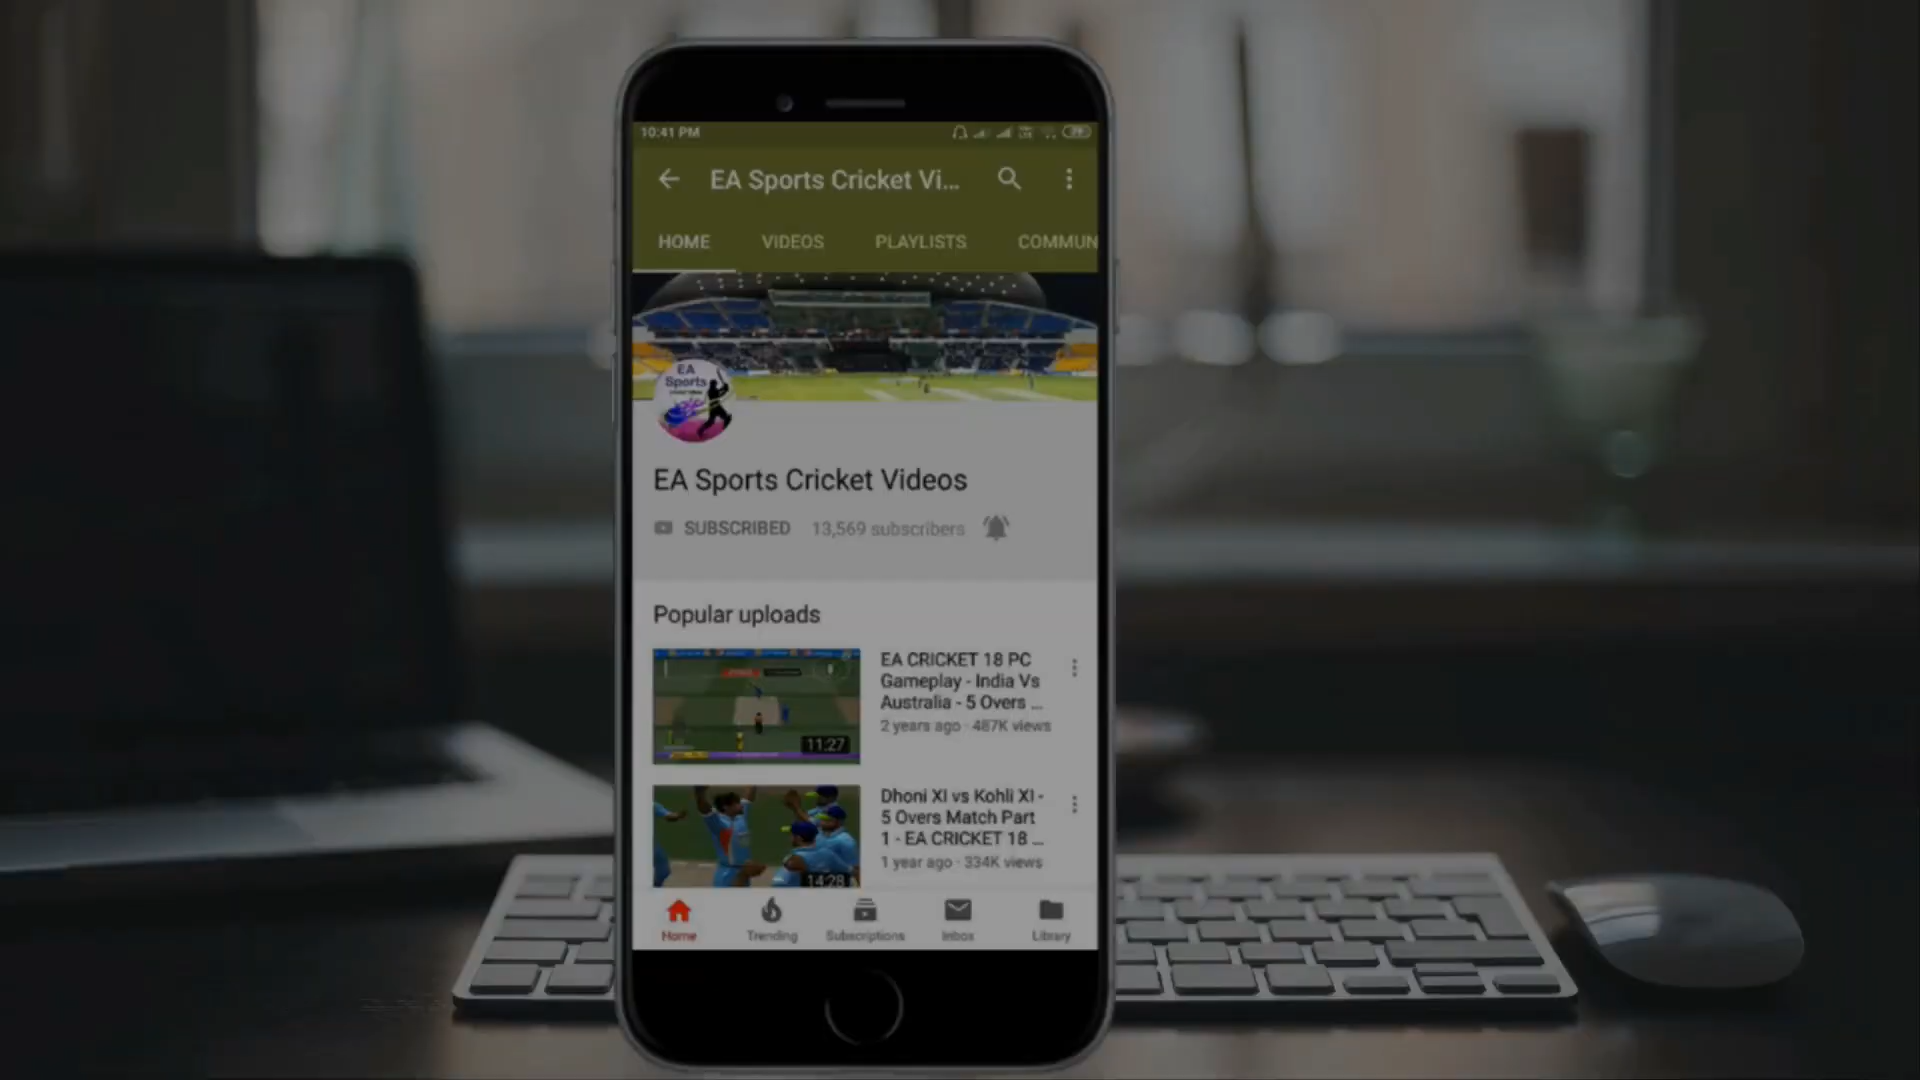 10:41 PM
EA Sports Cricket Vi...
HOME VIDEOS PLAYLISTS COMMUN
EA
Sports
EA Sports Cricket Videos
SUBSCRIBED 13,569 subscribers
Popular uploads
EA CRICKET 18 PC
Gameplay - India Vs
Australia - 5 Overs ...
2 years ago · 487K views
11:27
Dhoni XI vs Kohli XI -
5 Overs Match Part
1 - EA CRICKET 18 ...
1 year ago · 334K views
14:28
Home Trending Subscriptions Inbox Library